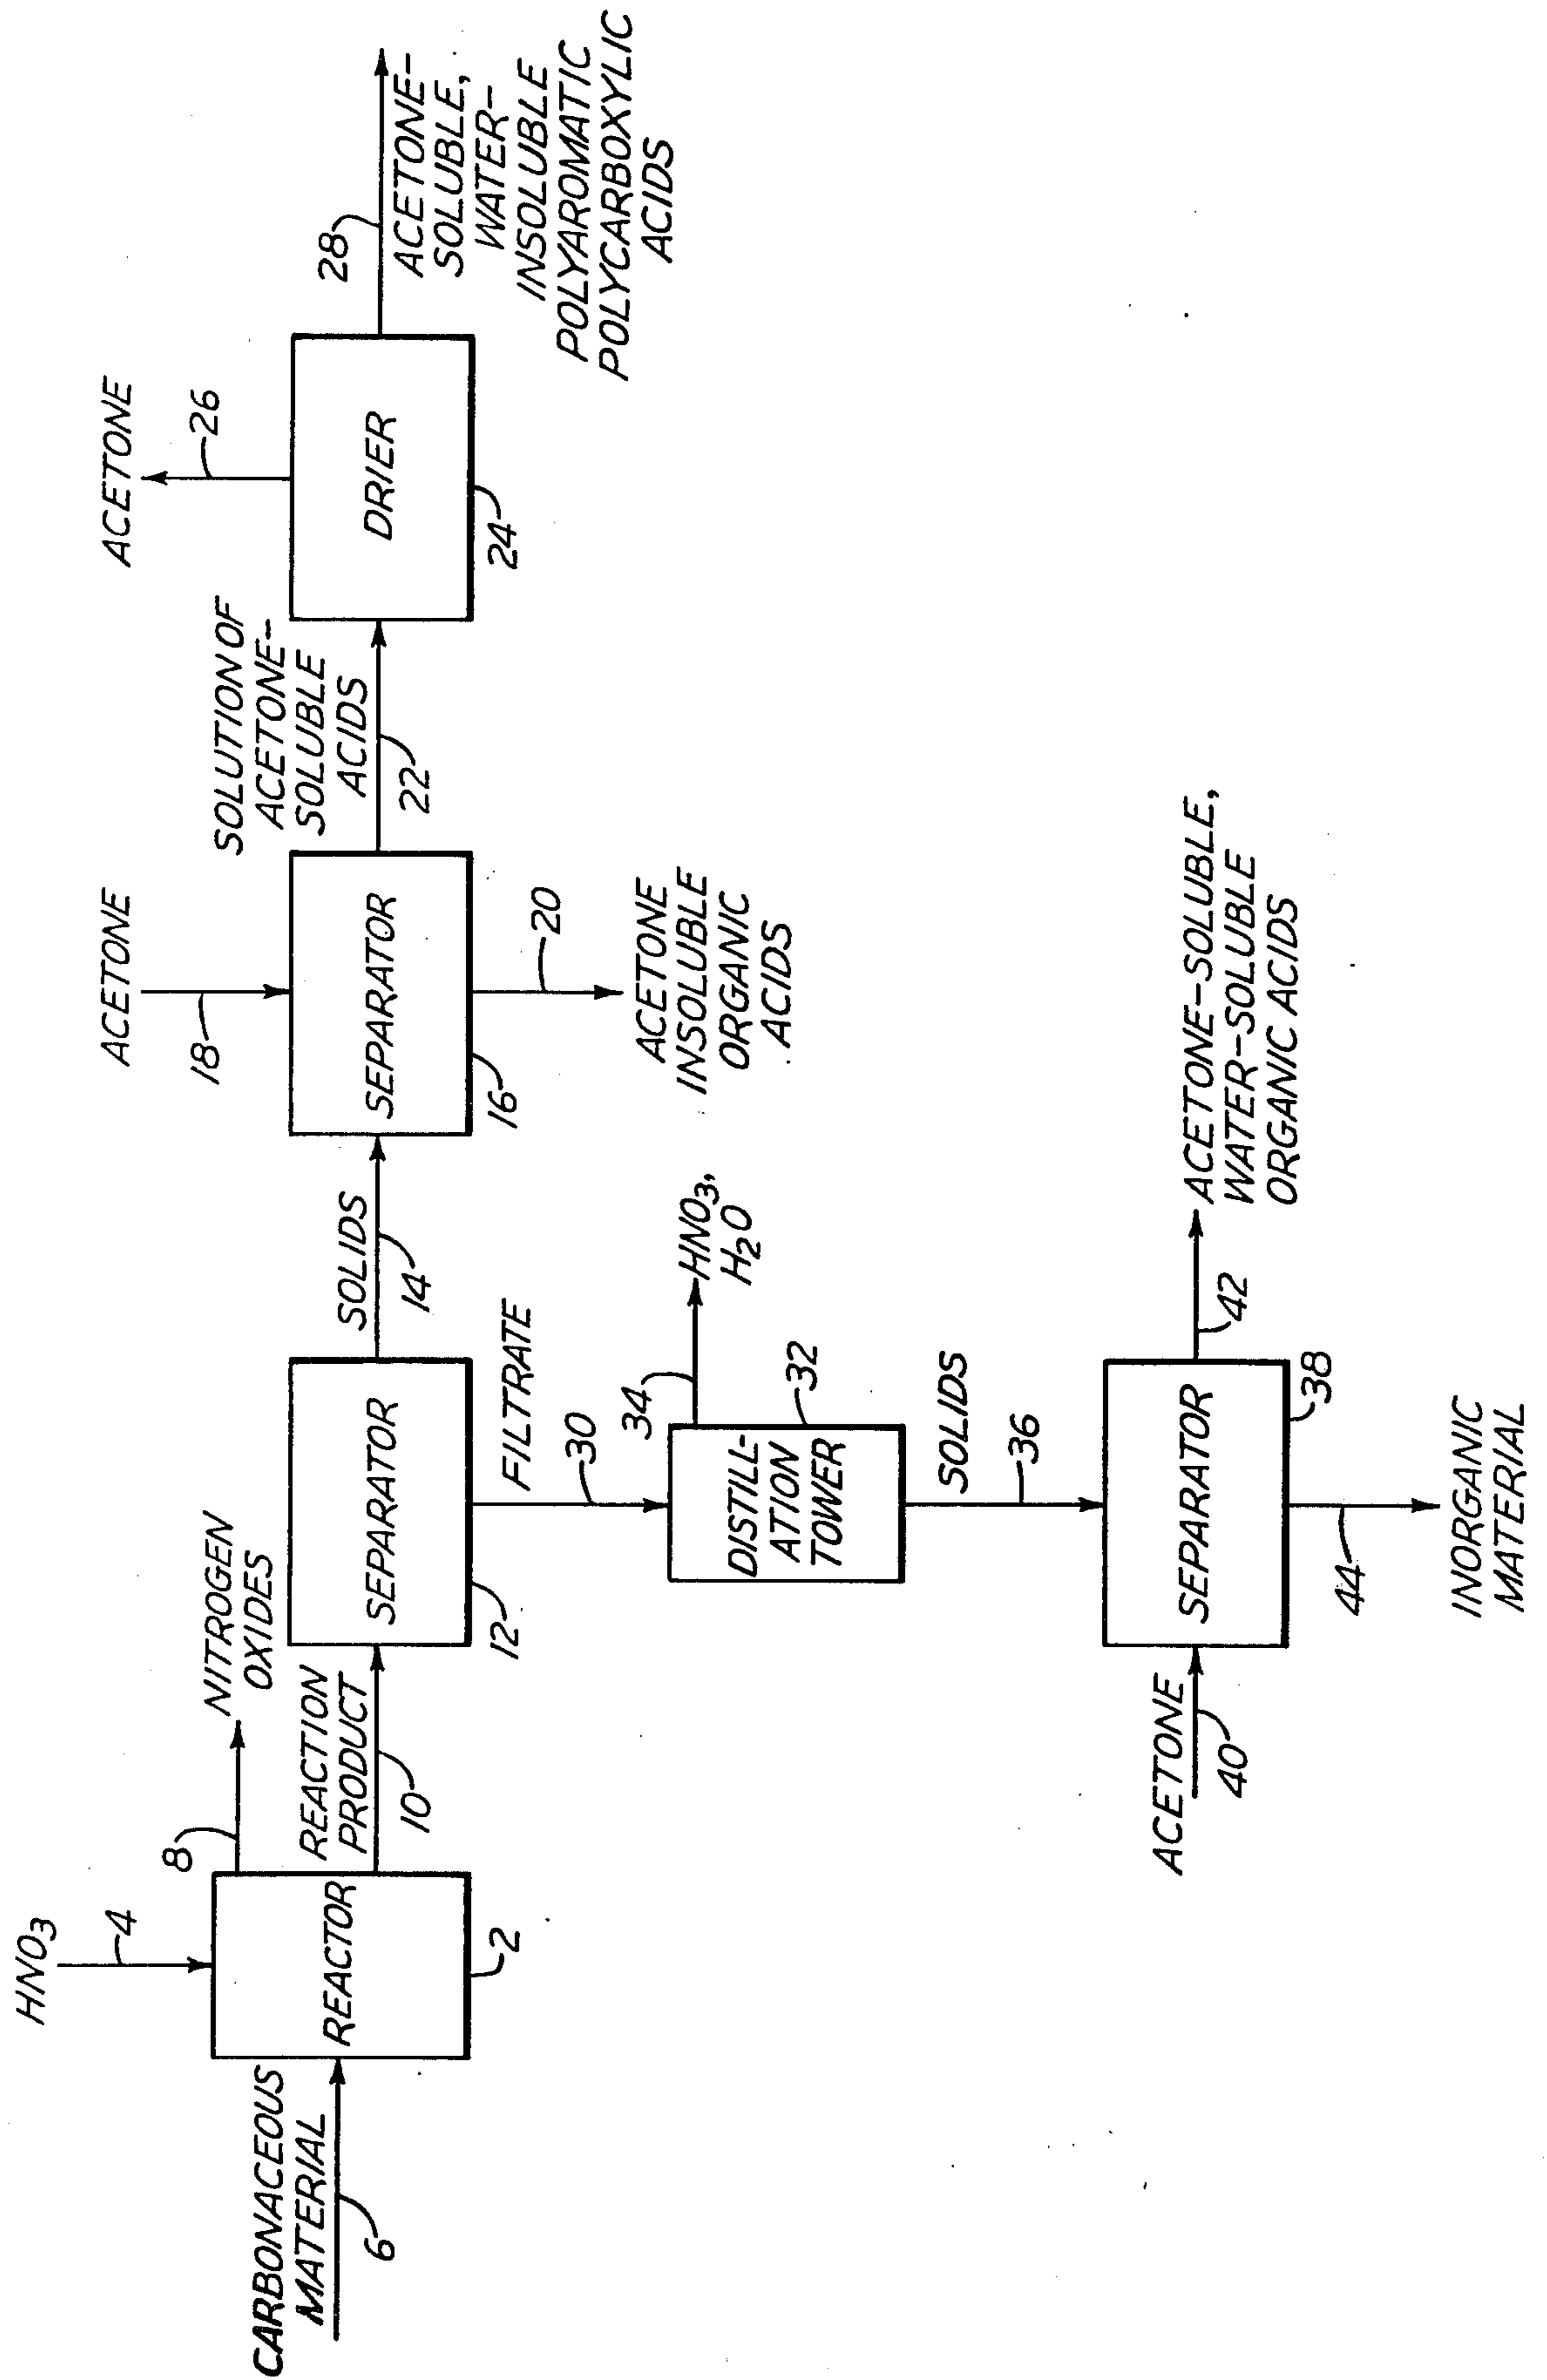 HNO3
4
CARBONACEOUS
MATERIAL
6
REACTOR
2
8
NITROGEN
OXIDES
REACTION
PRODUCT
10
SEPARATOR
12
SOLIDS
14
ACETONE
18
SEPARATOR
16
20
ACETONE
INSOLUBLE
ORGANIC
ACIDS
SOLUTION OF
ACETONE-
SOLUBLE
ACIDS
22
ACETONE
26
DRIER
24
28
ACETONE-
SOLUBLE,
WATER-
INSOLUBLE
POLYAROMATIC
POLYCARBOXYLIC
ACIDS
FILTRATE
30
34
HNO3,
H2O
DISTILL-
ATION
TOWER
32
SOLIDS
36
ACETONE
40
SEPARATOR
38
42
ACETONE-SOLUBLE,
WATER-SOLUBLE
ORGANIC ACIDS
44
INORGANIC
MATERIAL